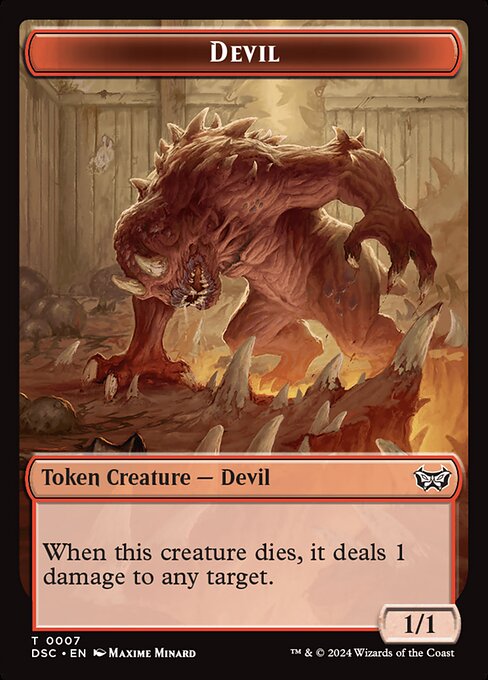 Devil
Token Creature — Devil
When this creature dies, it deals 1
damage to any target.
1/1
T 0007
DSC • EN Maxime Minard
™ & © 2024 Wizards of the Coast